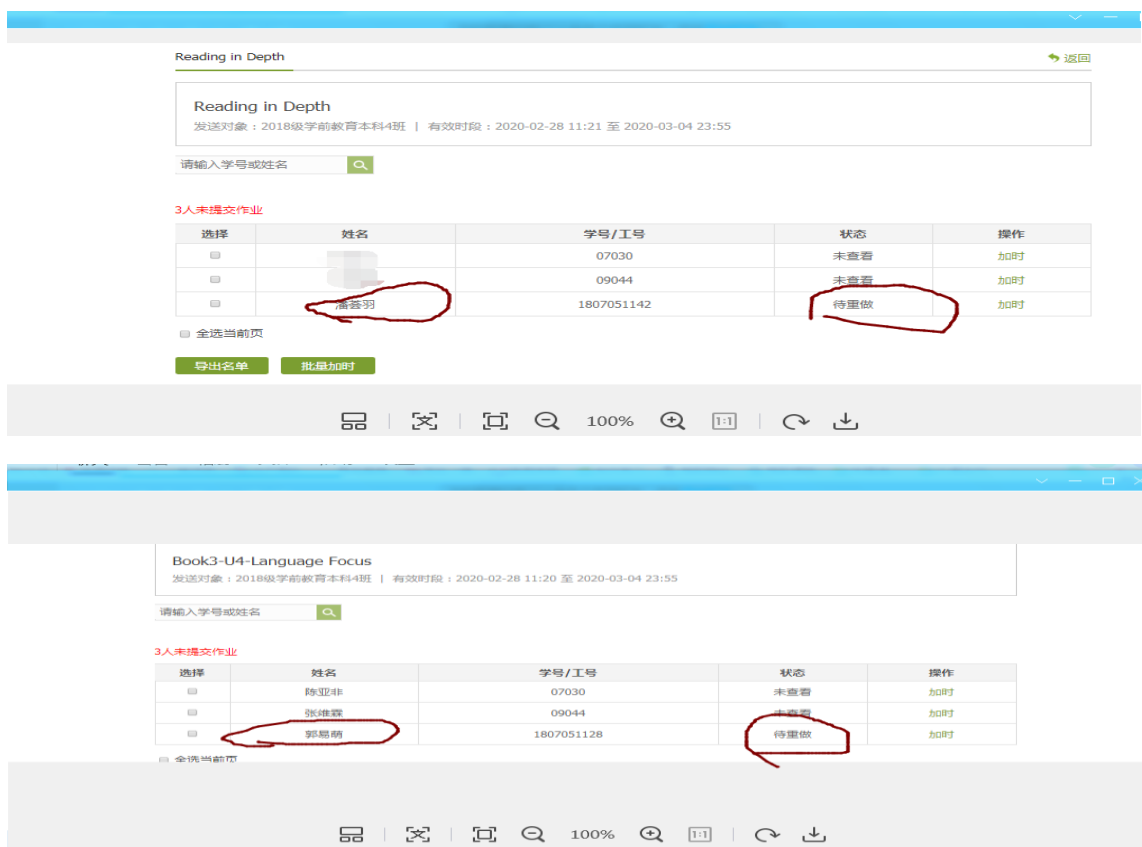 Reading in Depth 返回
Reading in Depth
发送对象：2018级学前教育本科4班 | 有效时段：2020-02-28 11:21 至 2020-03-04 23:55
请输入学号或姓名
3人未提交作业
选择 姓名 学号/工号 状态 操作
07030 未查看 加时
09044 未查看 加时
潘荟羽 1807051142 待重做 加时
全选当前页
导出名单 批量加时
100% 1:1
Book3-U4-Language Focus
发送对象：2018级学前教育本科4班 | 有效时段：2020-02-28 11:20 至 2020-03-04 23:55
请输入学号或姓名
3人未提交作业
选择 姓名 学号/工号 状态 操作
陈亚非 07030 未查看 加时
张维霖 09044 未查看 加时
郭易萌 1807051128 待重做 加时
全选当前页
100% 1:1